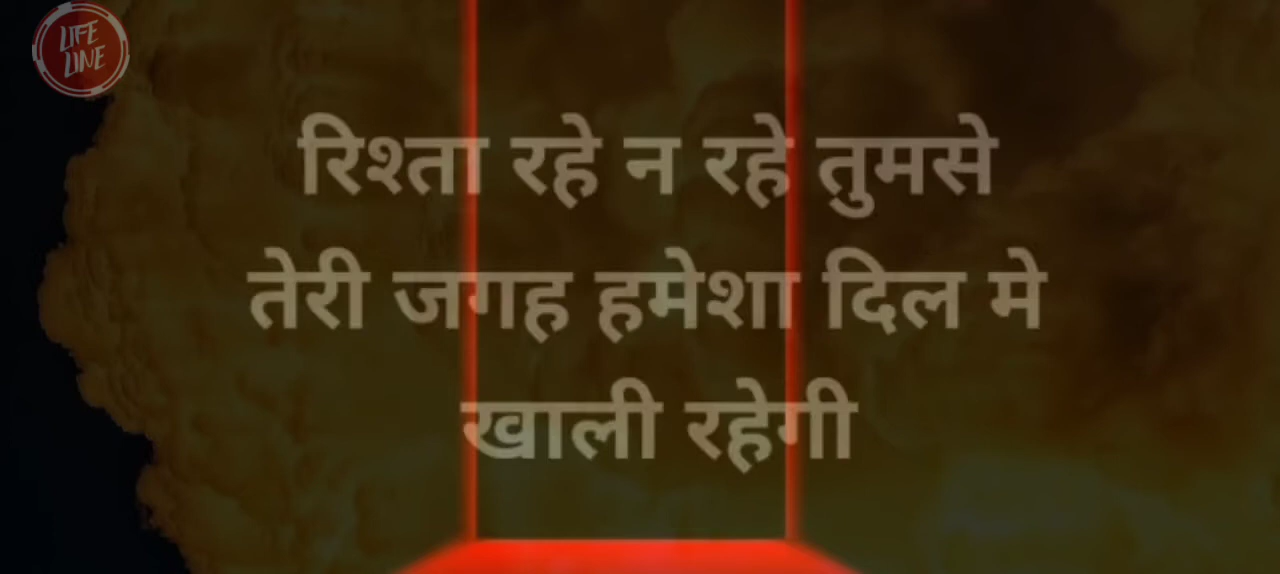 LIFE
LINE
रिश्ता रहे न रहे तुमसे
तेरी जगह हमेशा दिल मे
खाली रहेगी